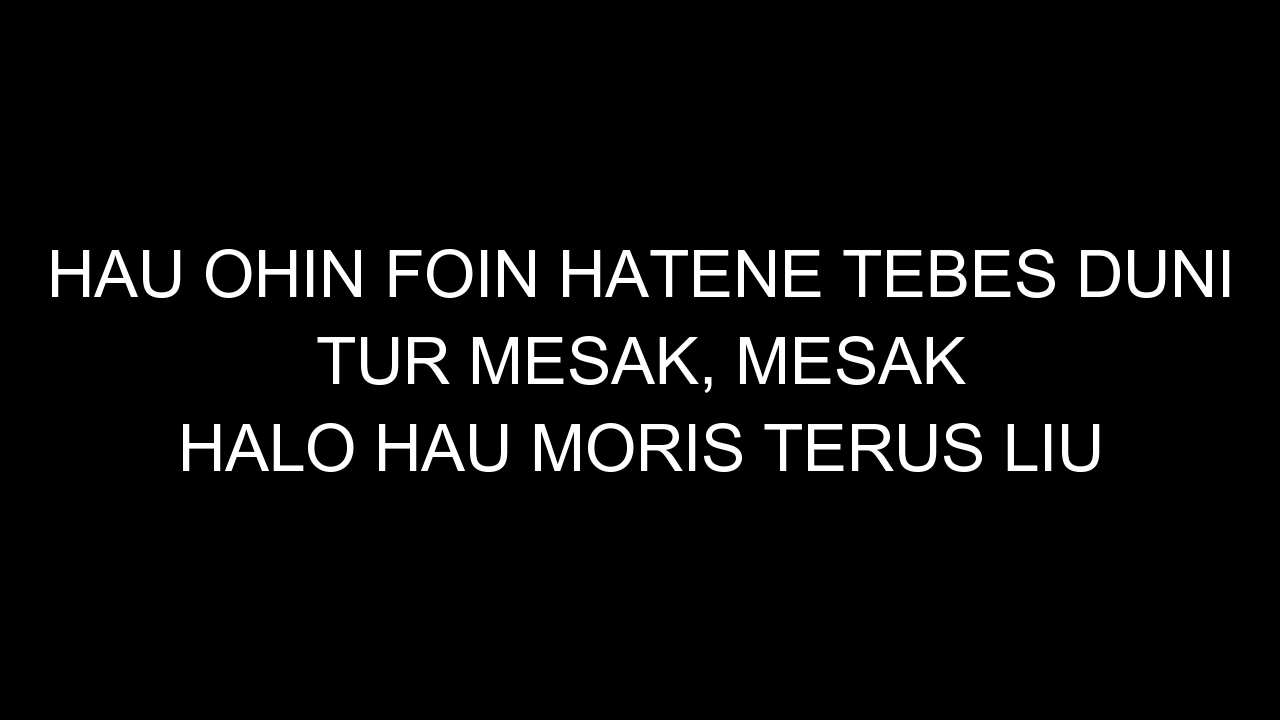 HAU OHIN FOIN HATENE TEBES DUNI
TUR MESAK, MESAK
HALO HAU MORIS TERUS LIU